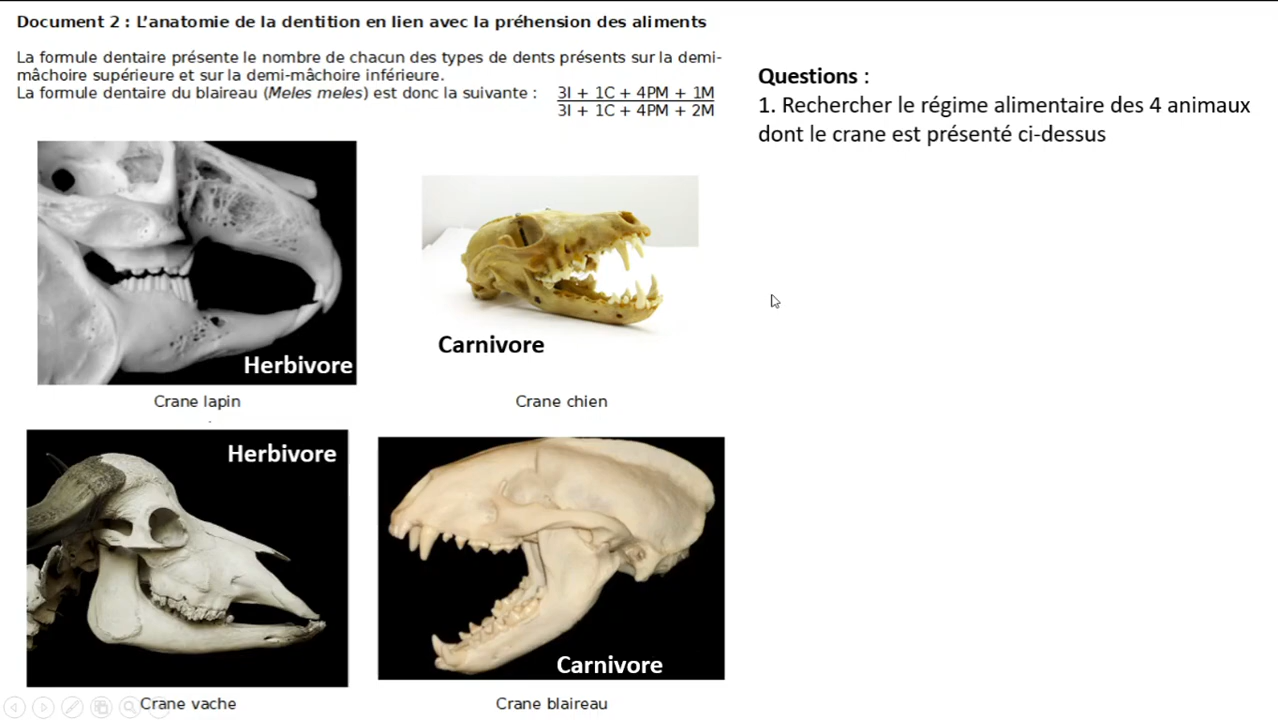 Document 2 : L’anatomie de la dentition en lien avec la préhension des aliments
La formule dentaire présente le nombre de chacun des types de dents présents sur la demi-
mâchoire supérieure et sur la demi-mâchoire inférieure.
La formule dentaire du blaireau (Meles meles) est donc la suivante :
3I + 1C + 4PM + 1M
3I + 1C + 4PM + 2M
Herbivore
Crane lapin
Carnivore
Crane chien
Herbivore
Crane vache
Carnivore
Crane blaireau
Questions :
1. Rechercher le régime alimentaire des 4 animaux
dont le crane est présenté ci-dessus